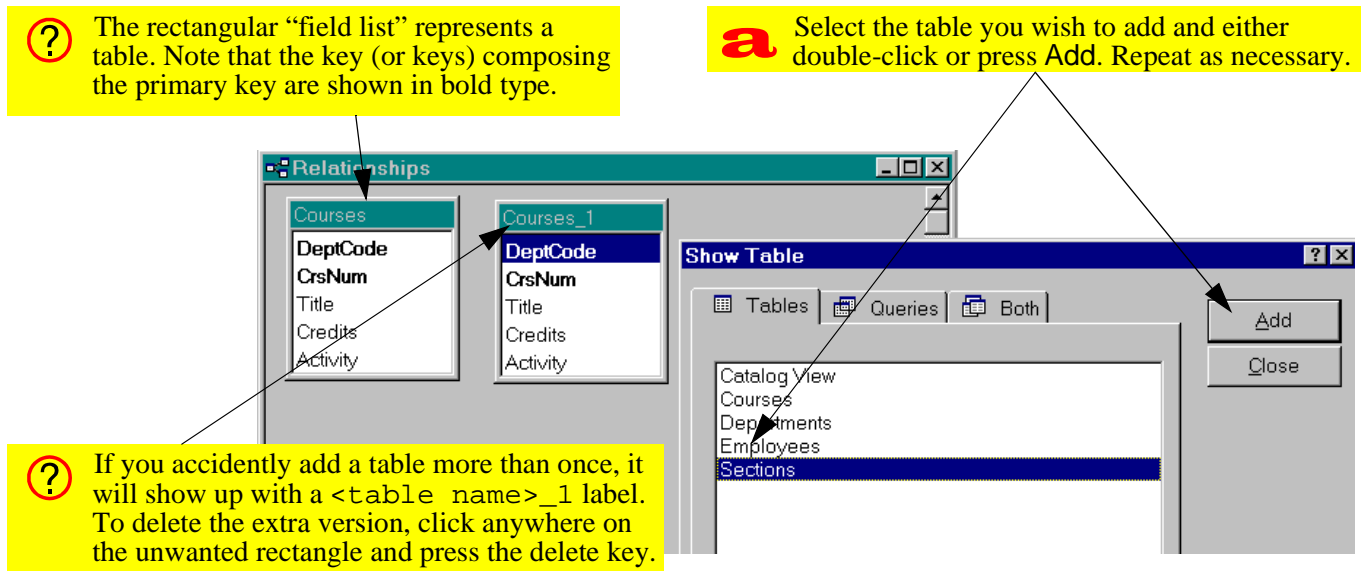 ?
The rectangular “field list” represents a
table. Note that the key (or keys) composing
the primary key are shown in bold type.
a
Select the table you wish to add and either
double-click or press Add. Repeat as necessary.
Relationships
Courses
DeptCode
CrsNum
Title
Credits
Activity
Courses_1
DeptCode
CrsNum
Title
Credits
Activity
Show Table
Tables
Queries
Both
Add
Close
Catalog View
Courses
Departments
Employees
Sections
?
If you accidently add a table more than once, it
will show up with a <table name>_1 label.
To delete the extra version, click anywhere on
the unwanted rectangle and press the delete key.